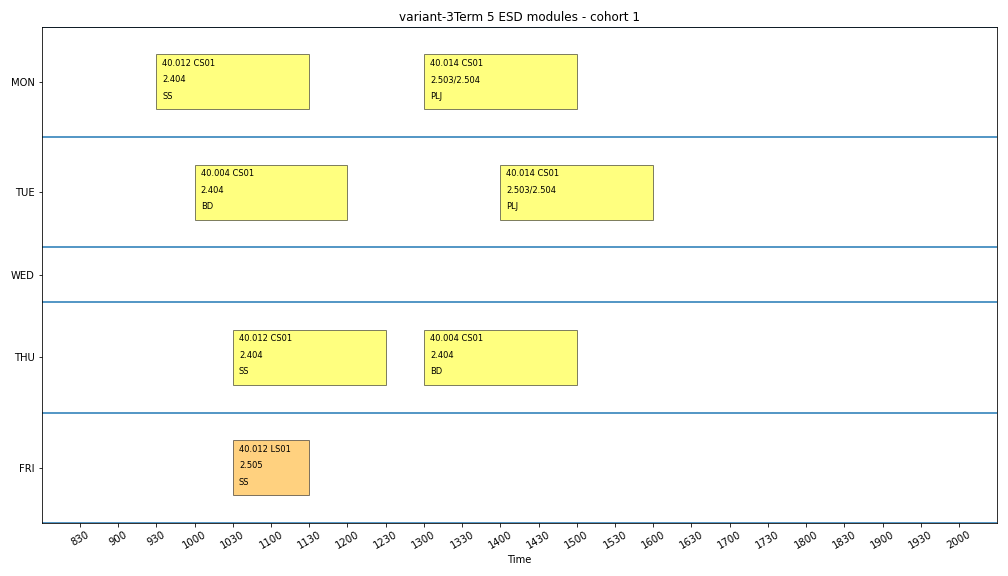 variant-3Term 5 ESD modules - cohort 1
MON
40.012 CS01
2.404
SS
40.014 CS01
2.503/2.504
PLJ
TUE
40.004 CS01
2.404
BD
40.014 CS01
2.503/2.504
PLJ
WED
THU
40.012 CS01
2.404
SS
40.004 CS01
2.404
BD
FRI
40.012 LS01
2.505
SS
830 900 930 1000 1030 1100 1130 1200 1230 1300 1330 1400 1430 1500 1530 1600 1630 1700 1730 1800 1830 1900 1930 2000
Time